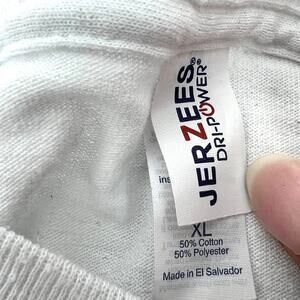 JERZEES®
DRI-POWER®
XL
50% Cotton
50% Polyester
Made in El Salvador